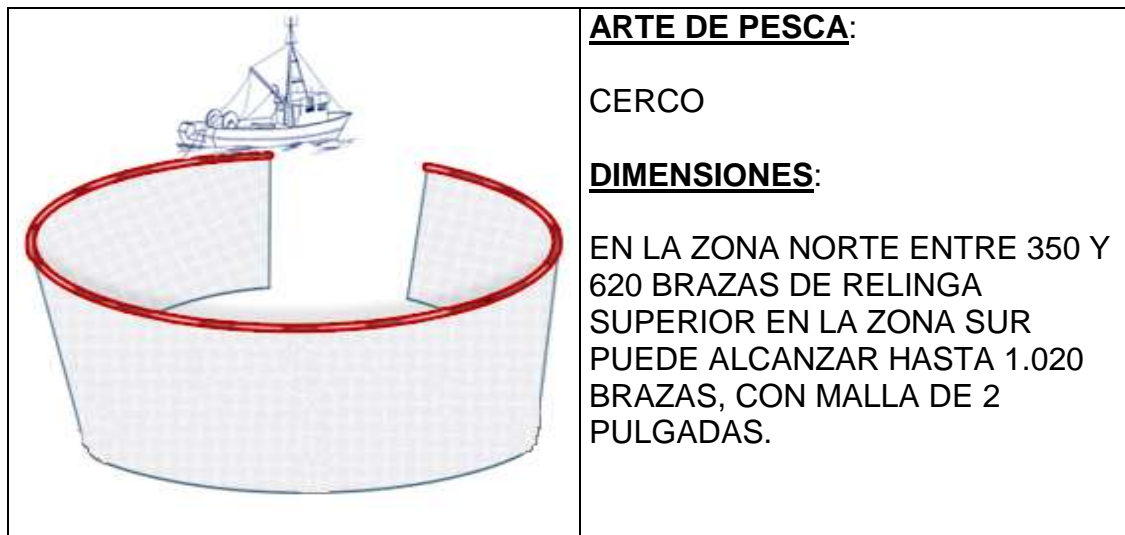 ARTE DE PESCA:
CERCO
DIMENSIONES:
EN LA ZONA NORTE ENTRE 350 Y
620 BRAZAS DE RELINGA
SUPERIOR EN LA ZONA SUR
PUEDE ALCANZAR HASTA 1.020
BRAZAS, CON MALLA DE 2
PULGADAS.